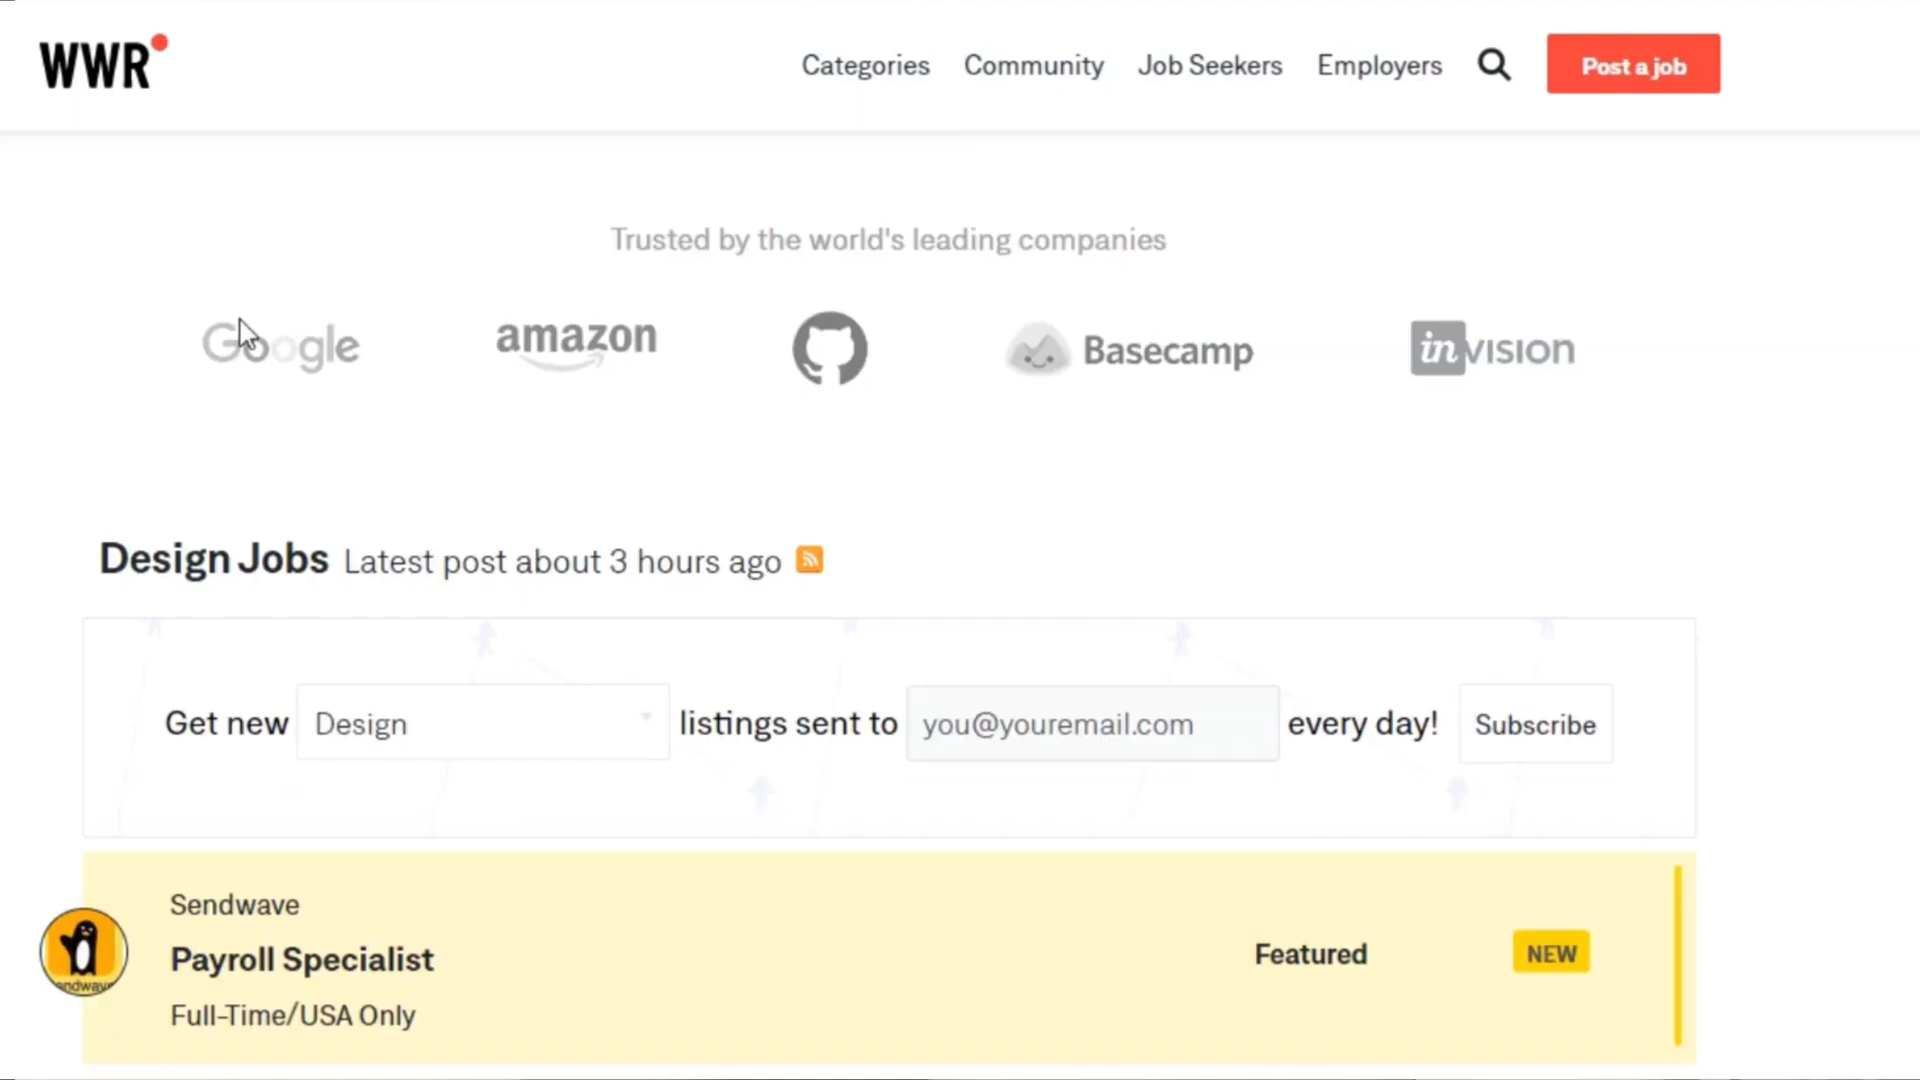 WWR
Categories Community Job Seekers Employers Post a job
Trusted by the world's leading companies
Google amazon Basecamp invision
Design Jobs Latest post about 3 hours ago
Get new Design listings sent to you@youremail.com every day! Subscribe
Sendwave
Payroll Specialist
Full-Time/USA Only
Featured
NEW